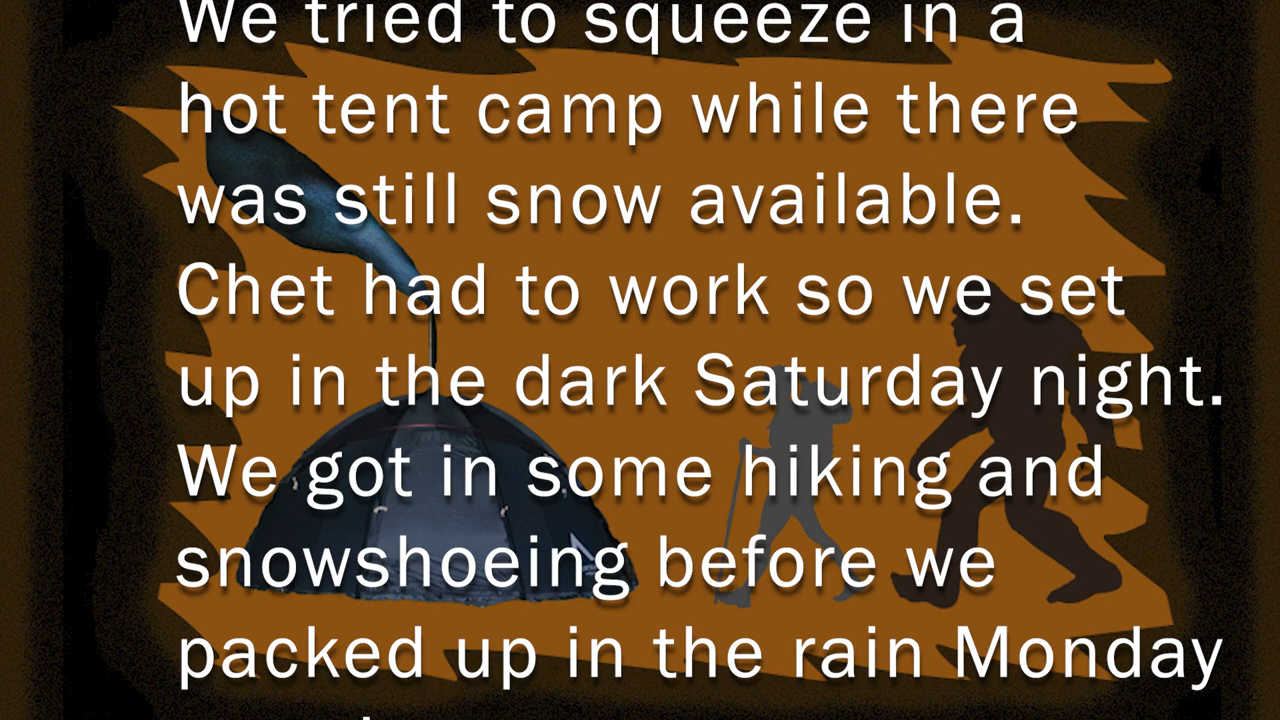 We tried to squeeze in a
hot tent camp while there
was still snow available.
Chet had to work so we set
up in the dark Saturday night.
We got in some hiking and
snowshoeing before we
packed up in the rain Monday